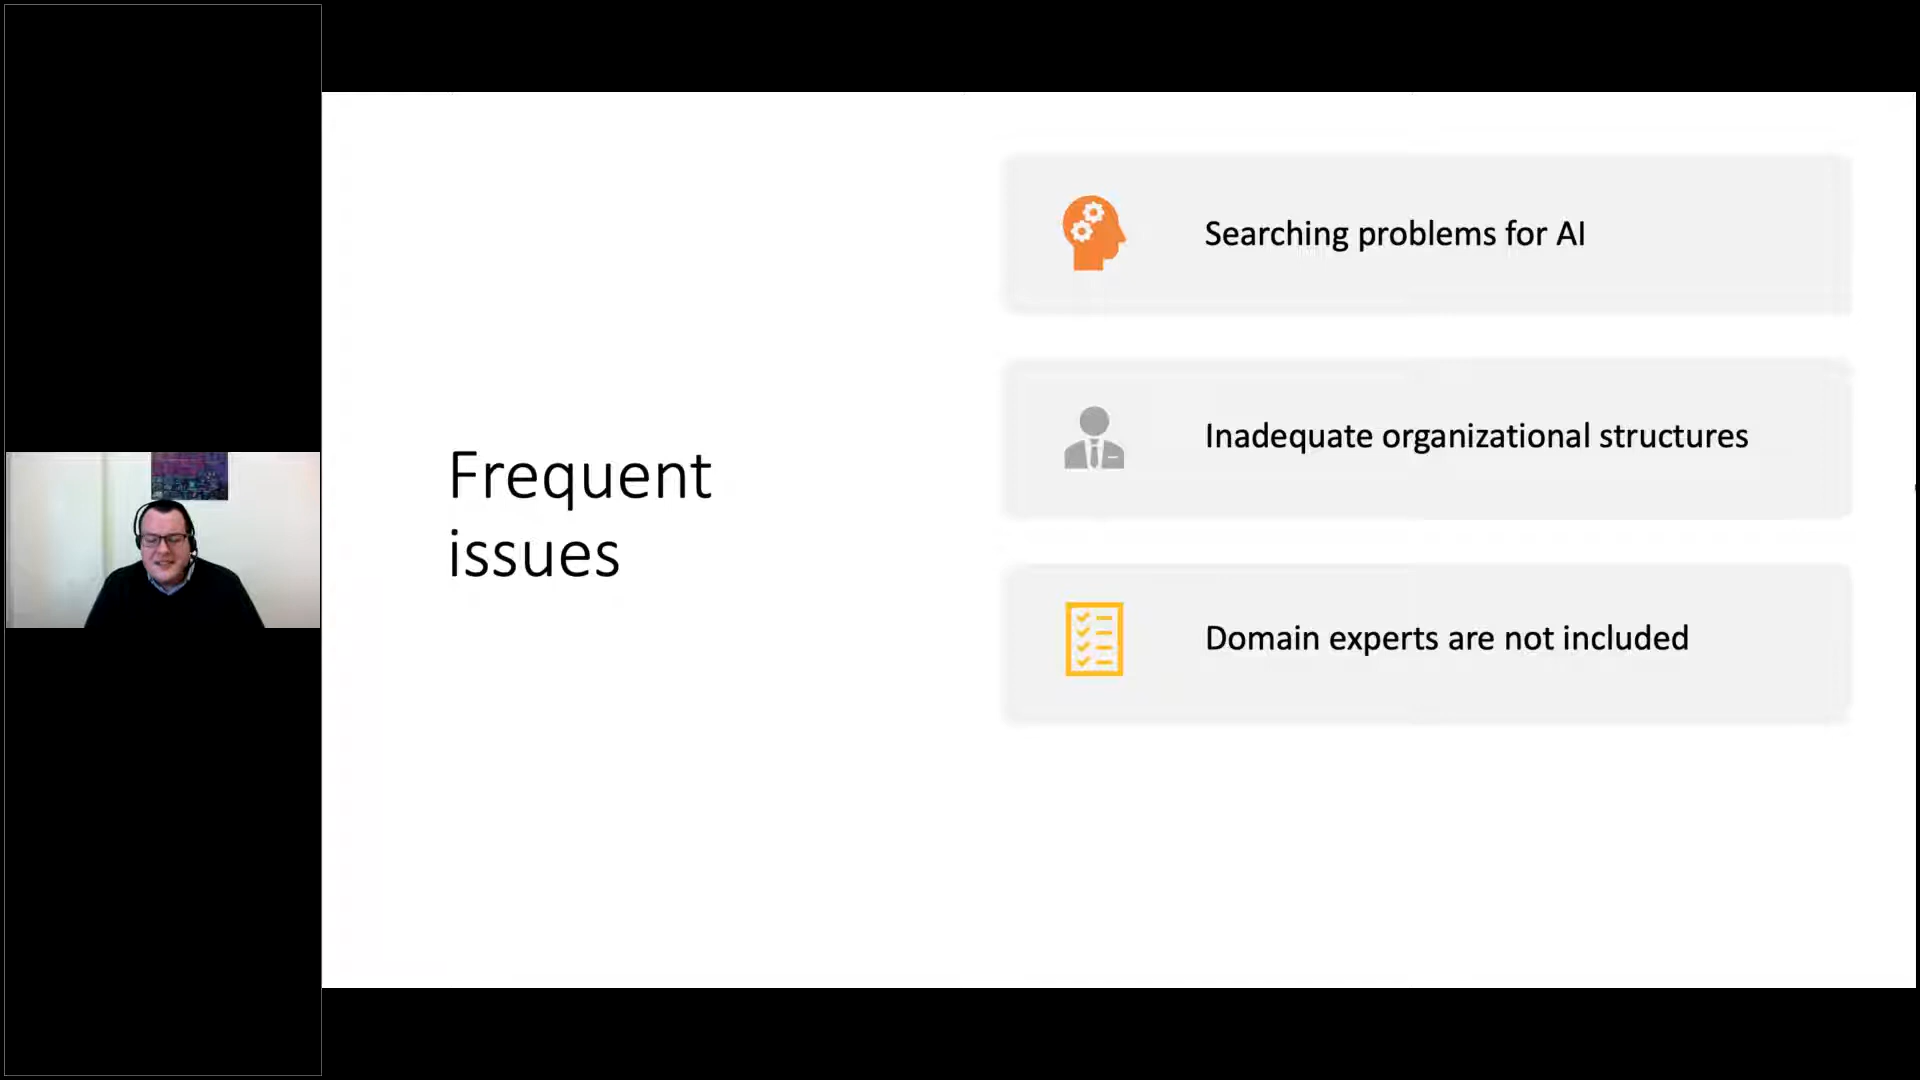 Frequent
issues
Searching problems for AI
Inadequate organizational structures
Domain experts are not included